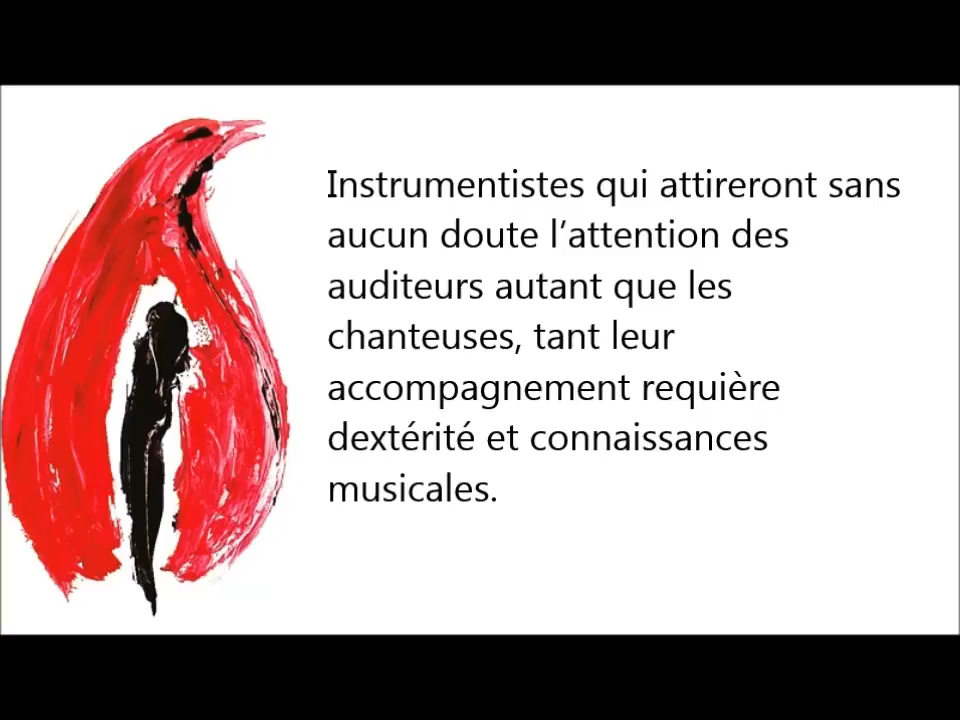 Instrumentistes qui attireront sans
aucun doute l’attention des
auditeurs autant que les
chanteuses, tant leur
accompagnement requière
dextérité et connaissances
musicales.